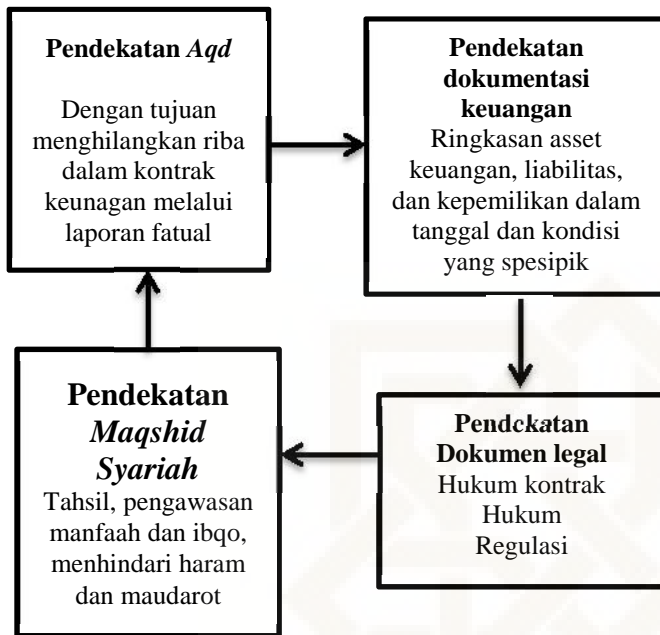 Pendekatan Aqd
Dengan tujuan
menghilangkan riba
dalam kontrak
keunagan melalui
laporan fatual
Pendekatan
dokumentasi
keuangan
Ringkasan asset
keuangan, liabilitas,
dan kepemilikan dalam
tanggal dan kondisi
yang spesipik
Pendekatan
Dokumen legal
Hukum kontrak
Hukum
Regulasi
Pendekatan
Maqshid
Syariah
Tahsil, pengawasan
manfaah dan ibqo,
menhindari haram
dan maudarot